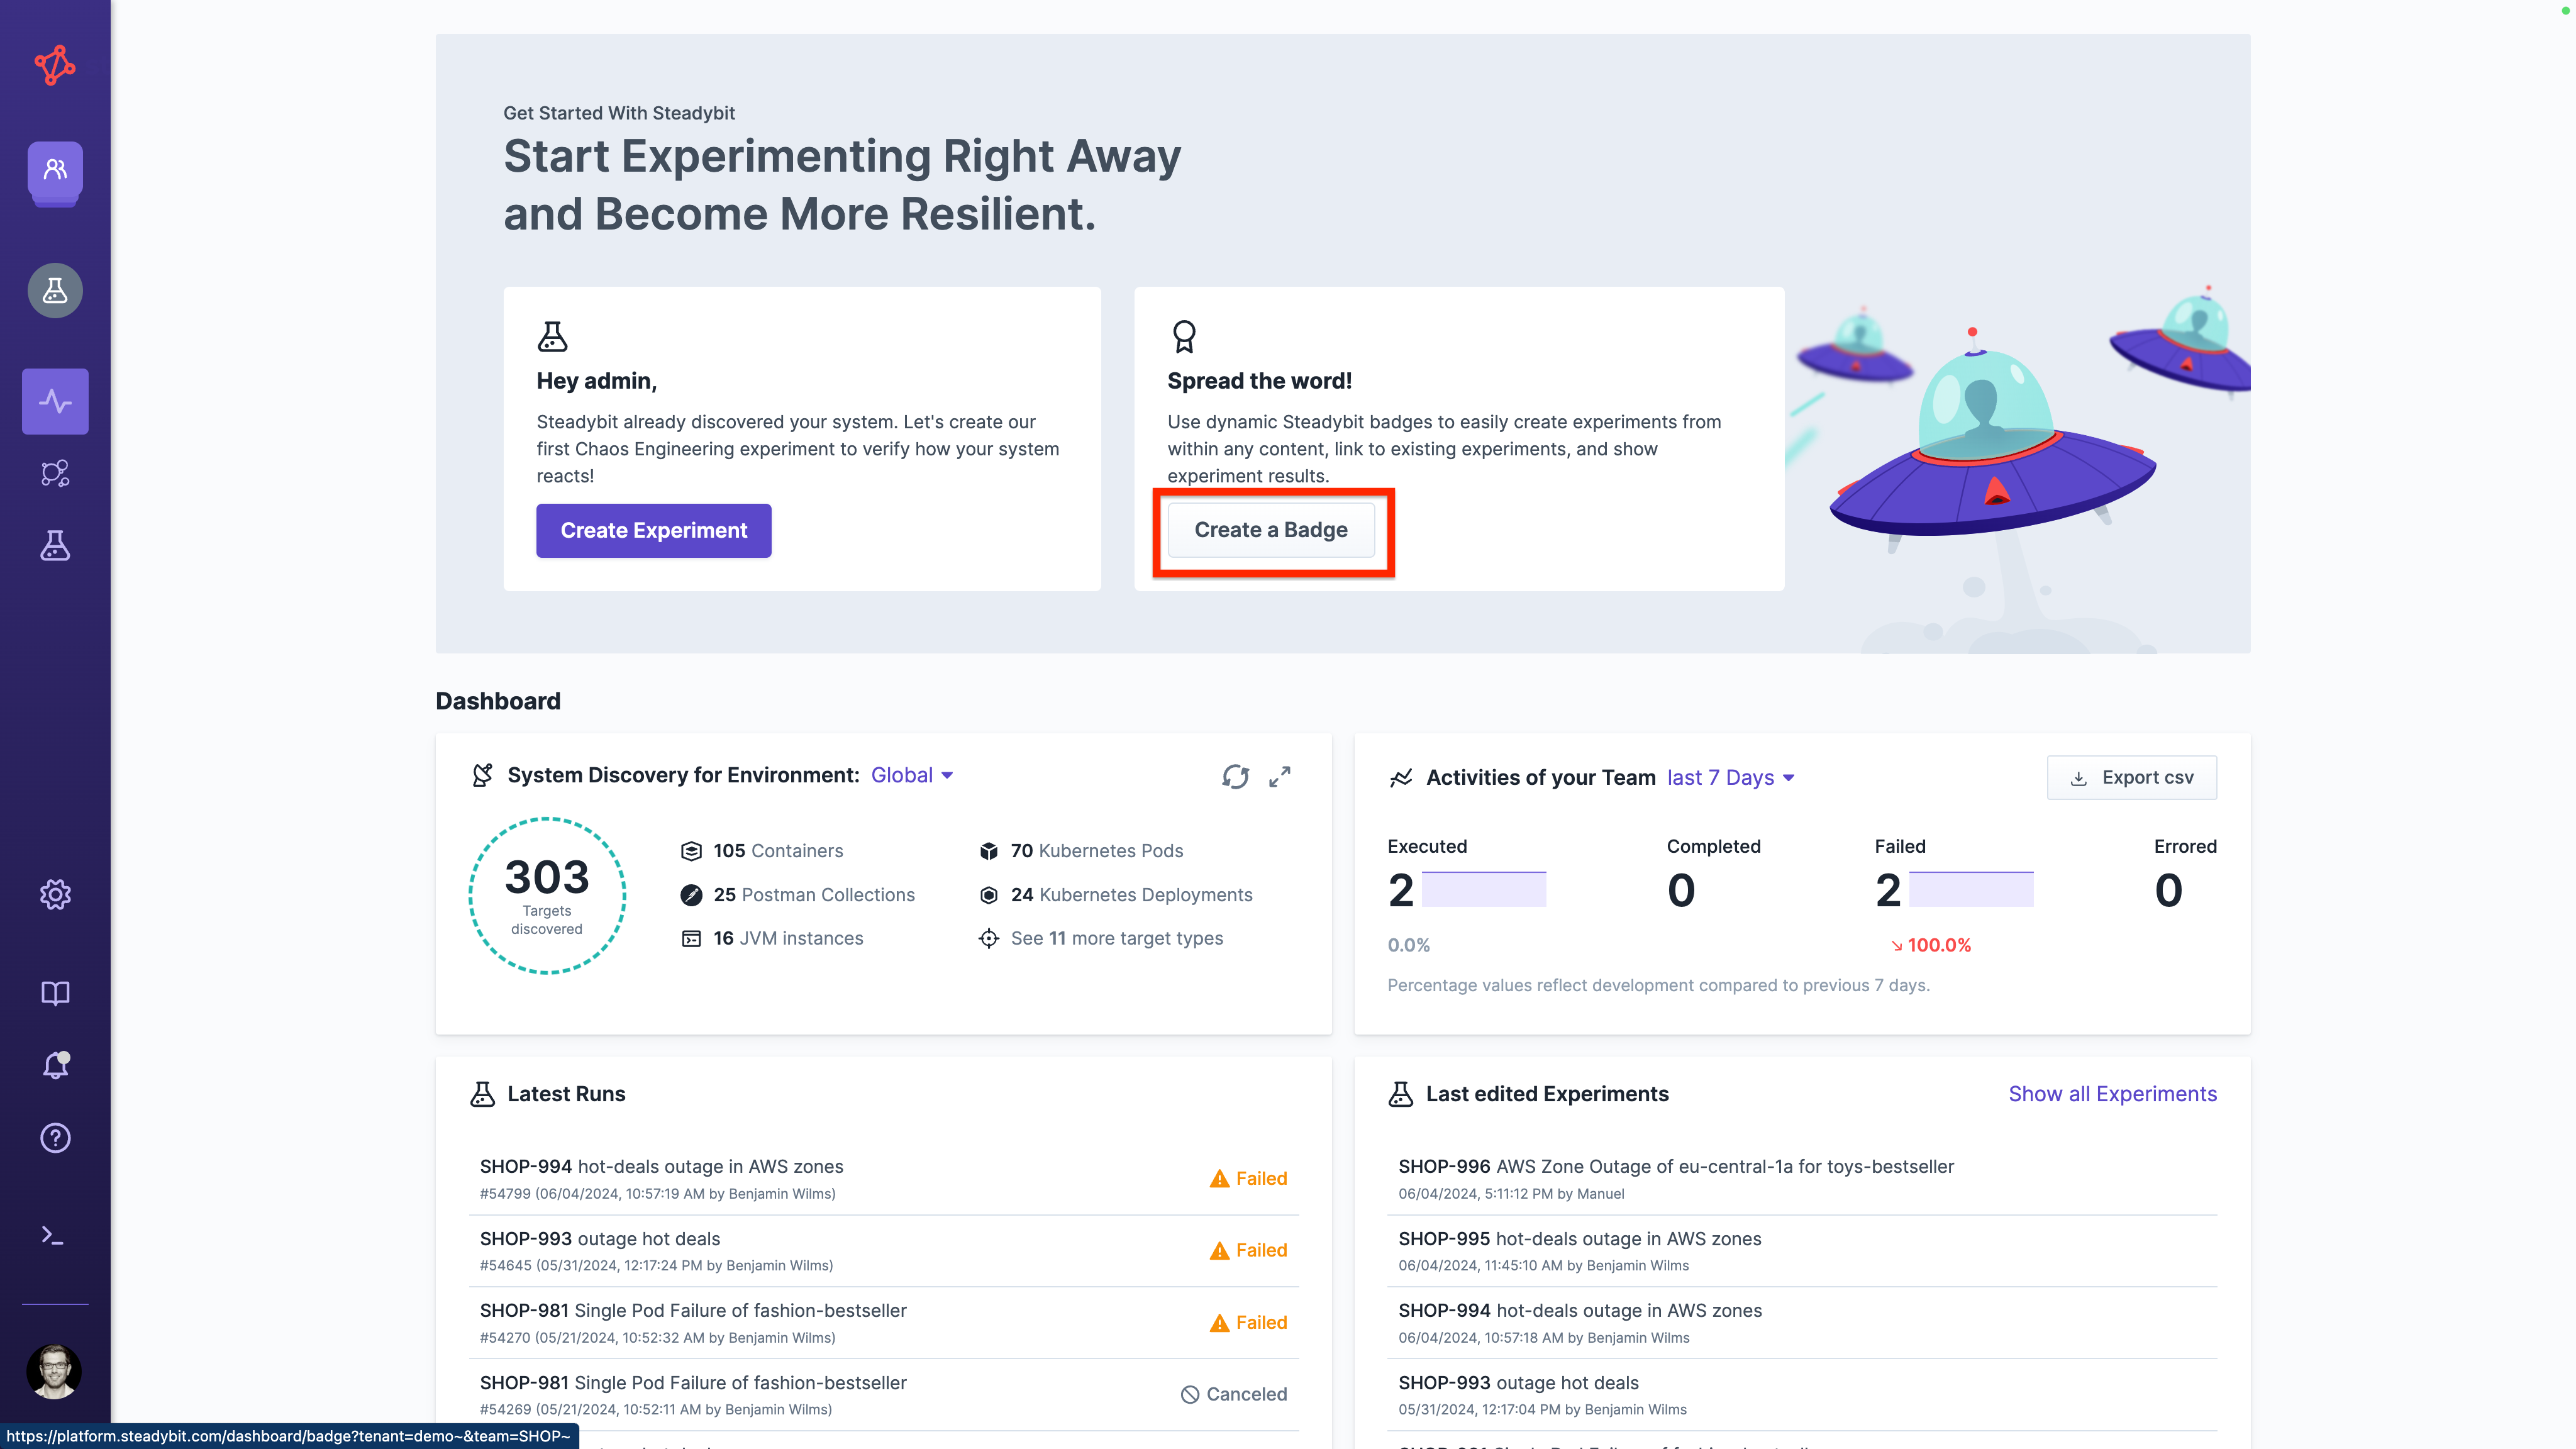 Get Started With Steadybit
Start Experimenting Right Away
and Become More Resilient.
Hey admin,
Steadybit already discovered your system. Let's create our
first Chaos Engineering experiment to verify how your system
reacts!
Create Experiment
Spread the word!
Use dynamic Steadybit badges to easily create experiments from
within any content, link to existing experiments, and show
experiment results.
Create a Badge
Dashboard
System Discovery for Environment: Global
303
Targets
discovered
105 Containers
70 Kubernetes Pods
25 Postman Collections
24 Kubernetes Deployments
16 JVM instances
See 11 more target types
Activities of your Team last 7 Days
Export csv
Executed
Completed
Failed
Errored
2
0
2
0
0.0%
100.0%
Percentage values reflect development compared to previous 7 days.
Latest Runs
SHOP-994 hot-deals outage in AWS zones
#54799 (06/04/2024, 10:57:19 AM by Benjamin Wilms)
Failed
SHOP-993 outage hot deals
#54645 (05/31/2024, 12:17:24 PM by Benjamin Wilms)
Failed
SHOP-981 Single Pod Failure of fashion-bestseller
#54270 (05/21/2024, 10:52:32 AM by Benjamin Wilms)
Failed
SHOP-981 Single Pod Failure of fashion-bestseller
#54269 (05/21/2024, 10:52:11 AM by Benjamin Wilms)
Canceled
Last edited Experiments
Show all Experiments
SHOP-996 AWS Zone Outage of eu-central-1a for toys-bestseller
06/04/2024, 5:11:12 PM by Manuel
SHOP-995 hot-deals outage in AWS zones
06/04/2024, 11:45:10 AM by Benjamin Wilms
SHOP-994 hot-deals outage in AWS zones
06/04/2024, 10:57:18 AM by Benjamin Wilms
SHOP-993 outage hot deals
05/31/2024, 12:17:04 PM by Benjamin Wilms
https://platform.steadybit.com/dashboard/badge?tenant=demo~&team=SHOP~